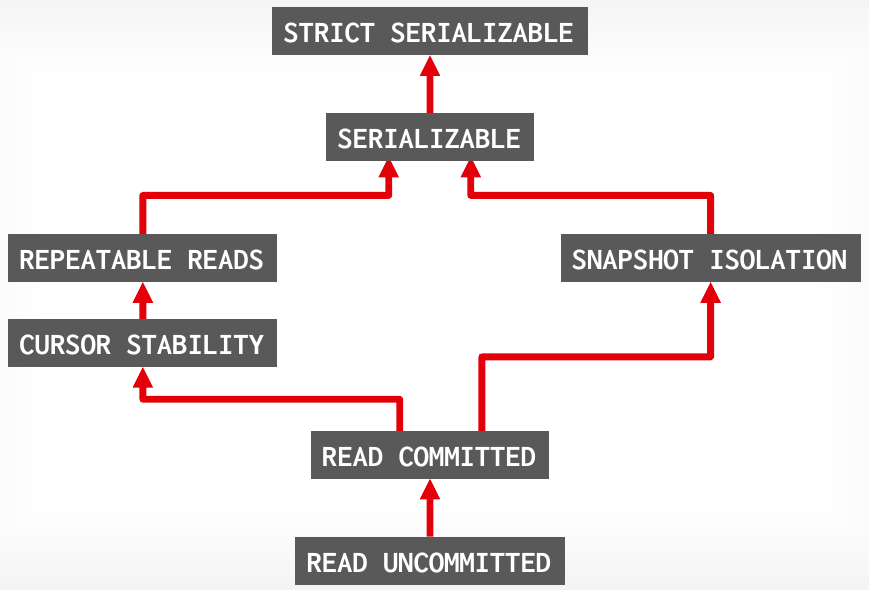 STRICT SERIALIZABLE
SERIALIZABLE
REPEATABLE READS
SNAPSHOT ISOLATION
CURSOR STABILITY
READ COMMITTED
READ UNCOMMITTED